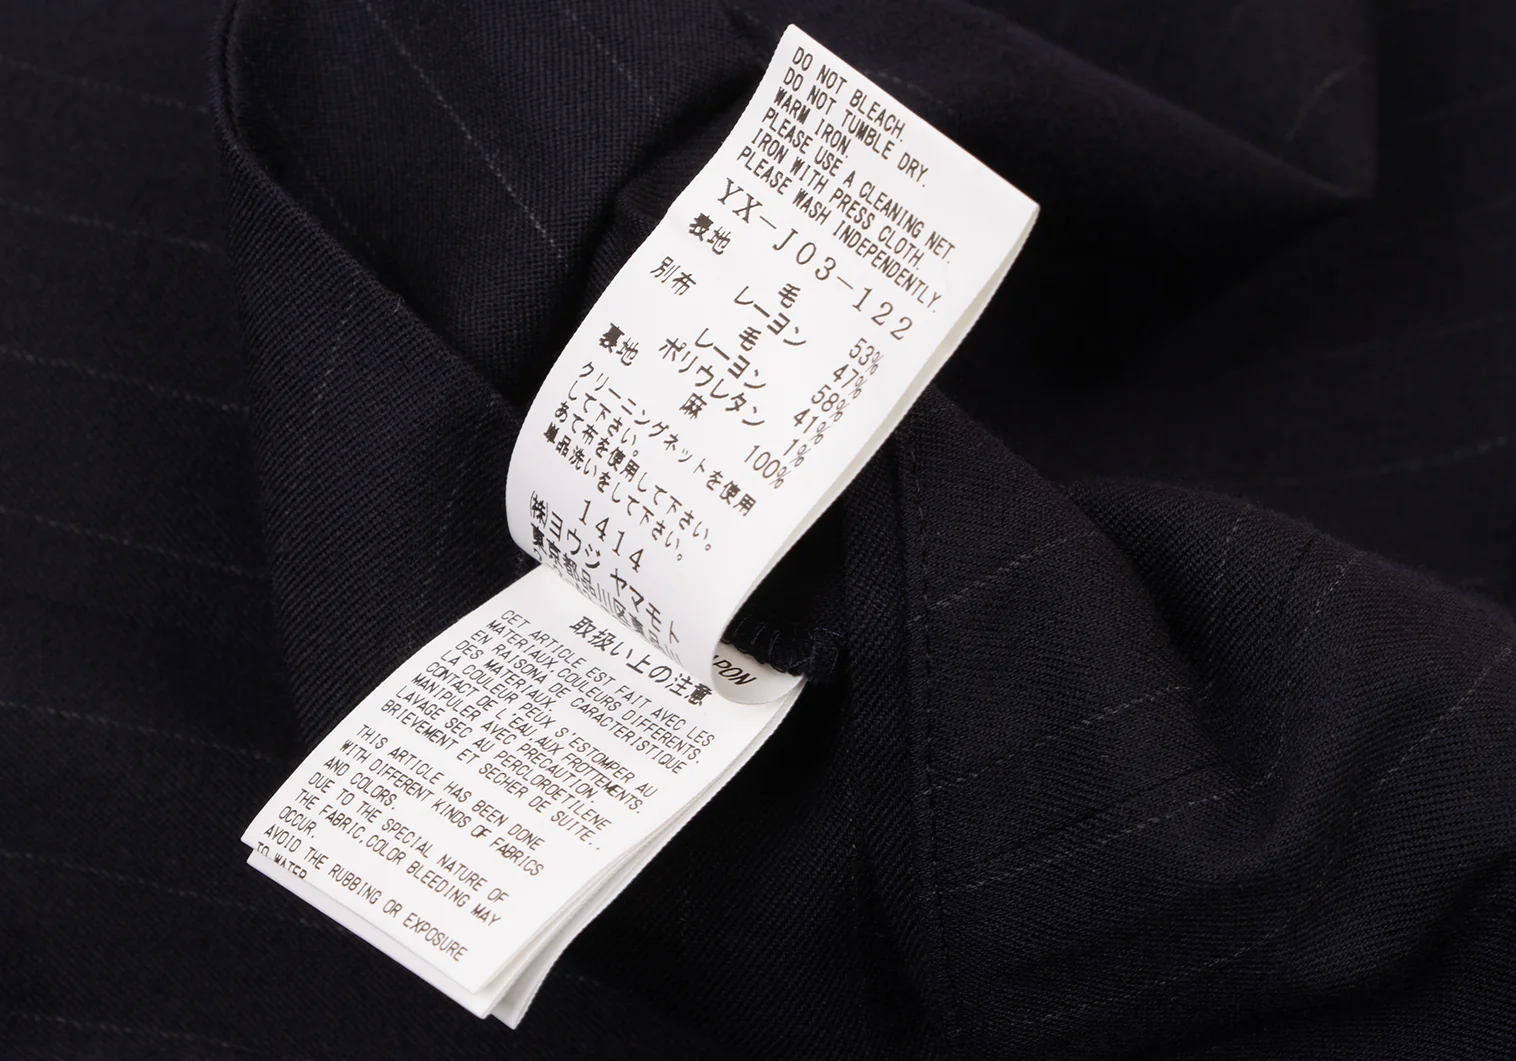 DO NOT BLEACH.
DO NOT TUMBLE DRY.
WARM IRON.
PLEASE USE A CLEANING NET.
IRON WITH PRESS CLOTH.
PLEASE WASH INDEPENDENTLY.
YX-J03-122
表地 毛 53%
レーヨン 47%
別布 毛 58%
レーヨン 41%
ポリウレタン 1%
裏地 麻 100%
クリーニングネットを使用
して下さい。
あて布を使用して下さい。
単品洗いをして下さい。
1414
㈱ヨウジ ヤマモト
東京都品川区東
取扱い上の注意
CET ARTICLE EST FAIT AVEC LES
MATERIAUX,COULEURS DIFFERENTS.
EN RAISONA DE CARACTERISTIQUE
DES MATERIAUX,
LA COULEUR PEUX S'ESTOMPER AU
CONTACT DE L'EAU,AUX FROTTEMENTS.
MANIPULER AVEC PRECAUTION.
LAVAGE SEC AU PERCLOROETILENE
BRIEVEMENT ET SECHER DE SUITE..
THIS ARTICLE HAS BEEN DONE
WITH DIFFERENT KINDS OF FABRICS
AND COLORS.
DUE TO THE SPECIAL NATURE OF
THE FABRIC,COLOR BLEEDING MAY
OCCUR.
AVOID THE RUBBING OR EXPOSURE
TO WATER